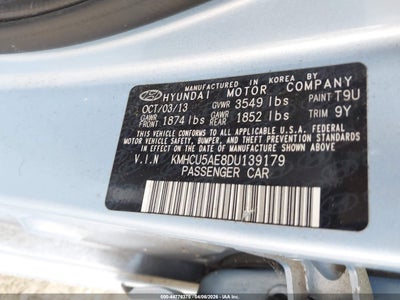 MANUFACTURED IN KOREA BY
HYUNDAI MOTOR COMPANY
OCT/03/13 GVWR 3549 lbs PAINT T9U
GAWR FRONT 1874 lbs GAWR REAR 1852 lbs TRIM 9Y
THIS VEHICLE CONFORMS TO ALL APPLICABLE U.S.A. FEDERAL
MOTOR VEHICLE SAFETY, BUMPER, AND THEFT PREVENTION STANDARDS
IN EFFECT ON THE DATE OF MANUFACTURE SHOWN ABOVE.
V.I.N KMHCU5AE8DU139179
PASSENGER CAR